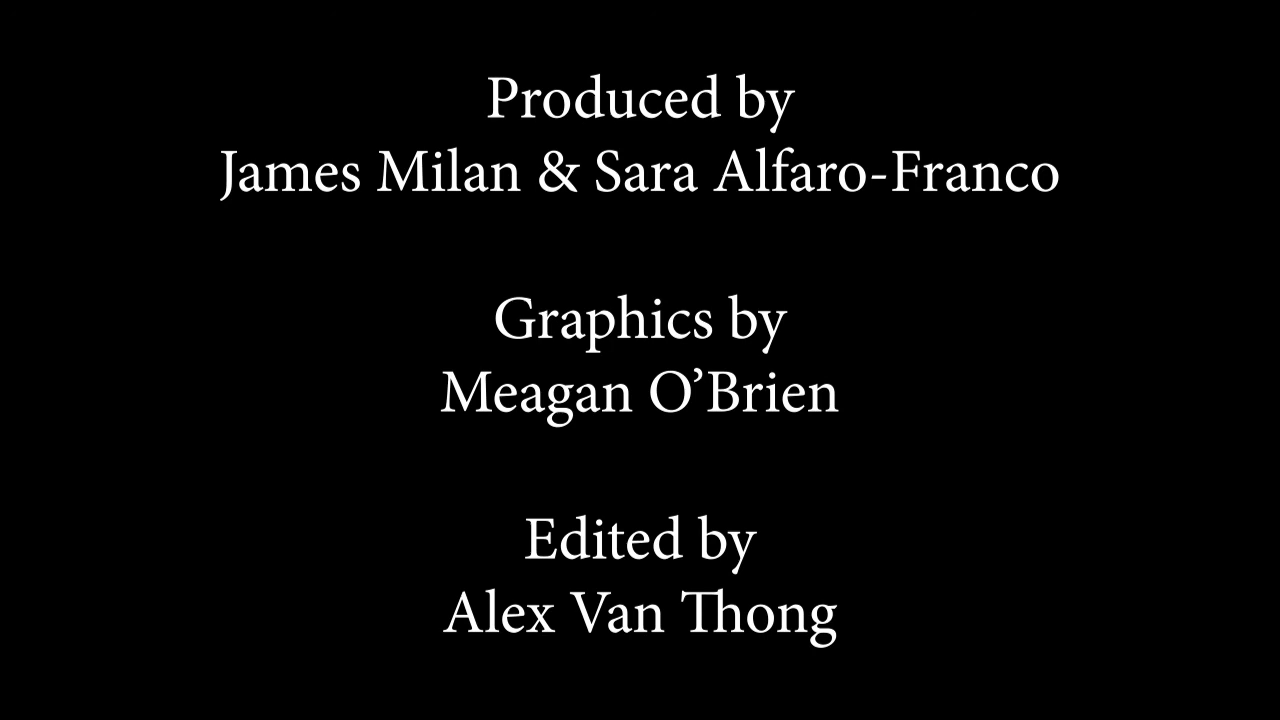 Produced by
James Milan & Sara Alfaro-Franco
Graphics by
Meagan O’Brien
Edited by
Alex Van Thong